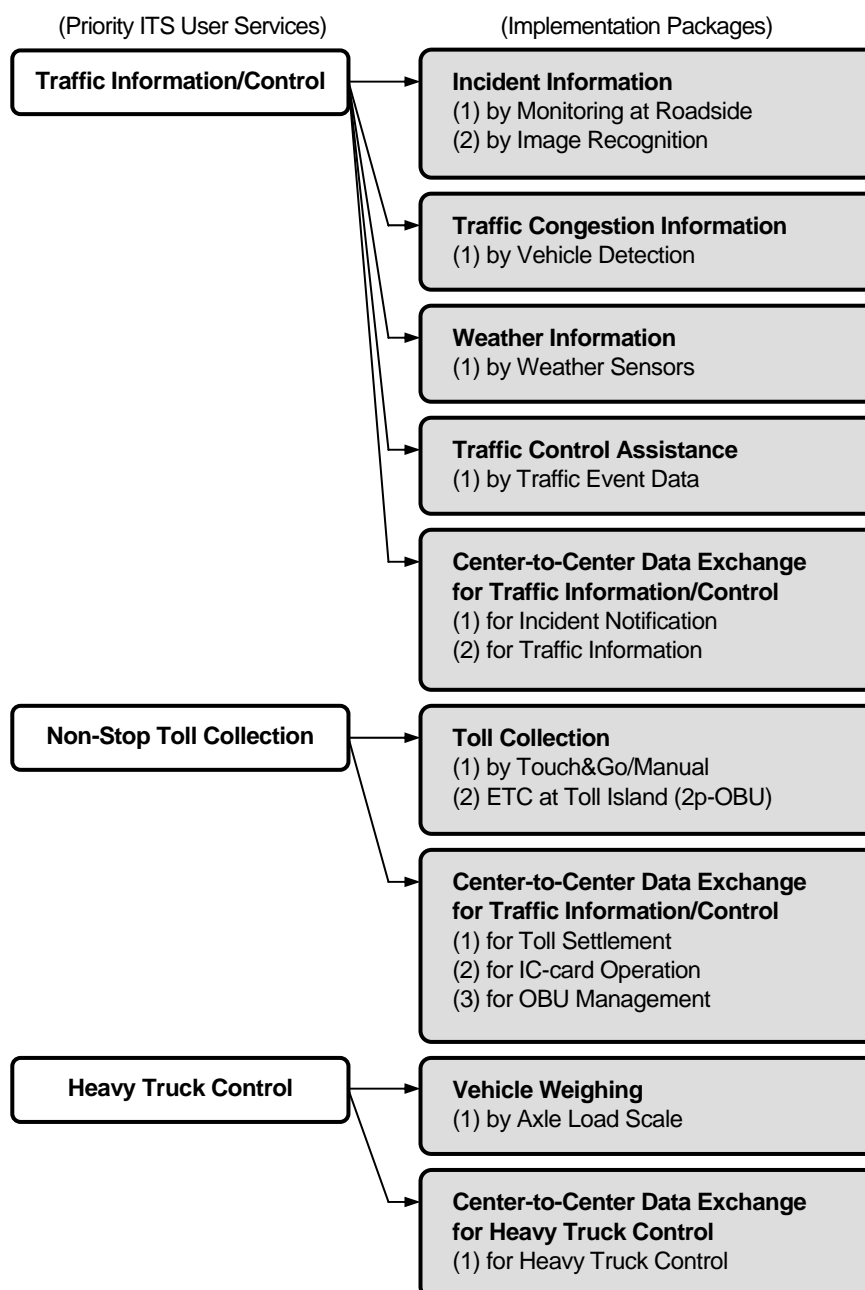 (Priority ITS User Services)
(Implementation Packages)
Traffic Information/Control
Incident Information
(1) by Monitoring at Roadside
(2) by Image Recognition
Traffic Congestion Information
(1) by Vehicle Detection
Weather Information
(1) by Weather Sensors
Traffic Control Assistance
(1) by Traffic Event Data
Center-to-Center Data Exchange
for Traffic Information/Control
(1) for Incident Notification
(2) for Traffic Information
Non-Stop Toll Collection
Toll Collection
(1) by Touch&Go/Manual
(2) ETC at Toll Island (2p-OBU)
Center-to-Center Data Exchange
for Traffic Information/Control
(1) for Toll Settlement
(2) for IC-card Operation
(3) for OBU Management
Heavy Truck Control
Vehicle Weighing
(1) by Axle Load Scale
Center-to-Center Data Exchange
for Heavy Truck Control
(1) for Heavy Truck Control